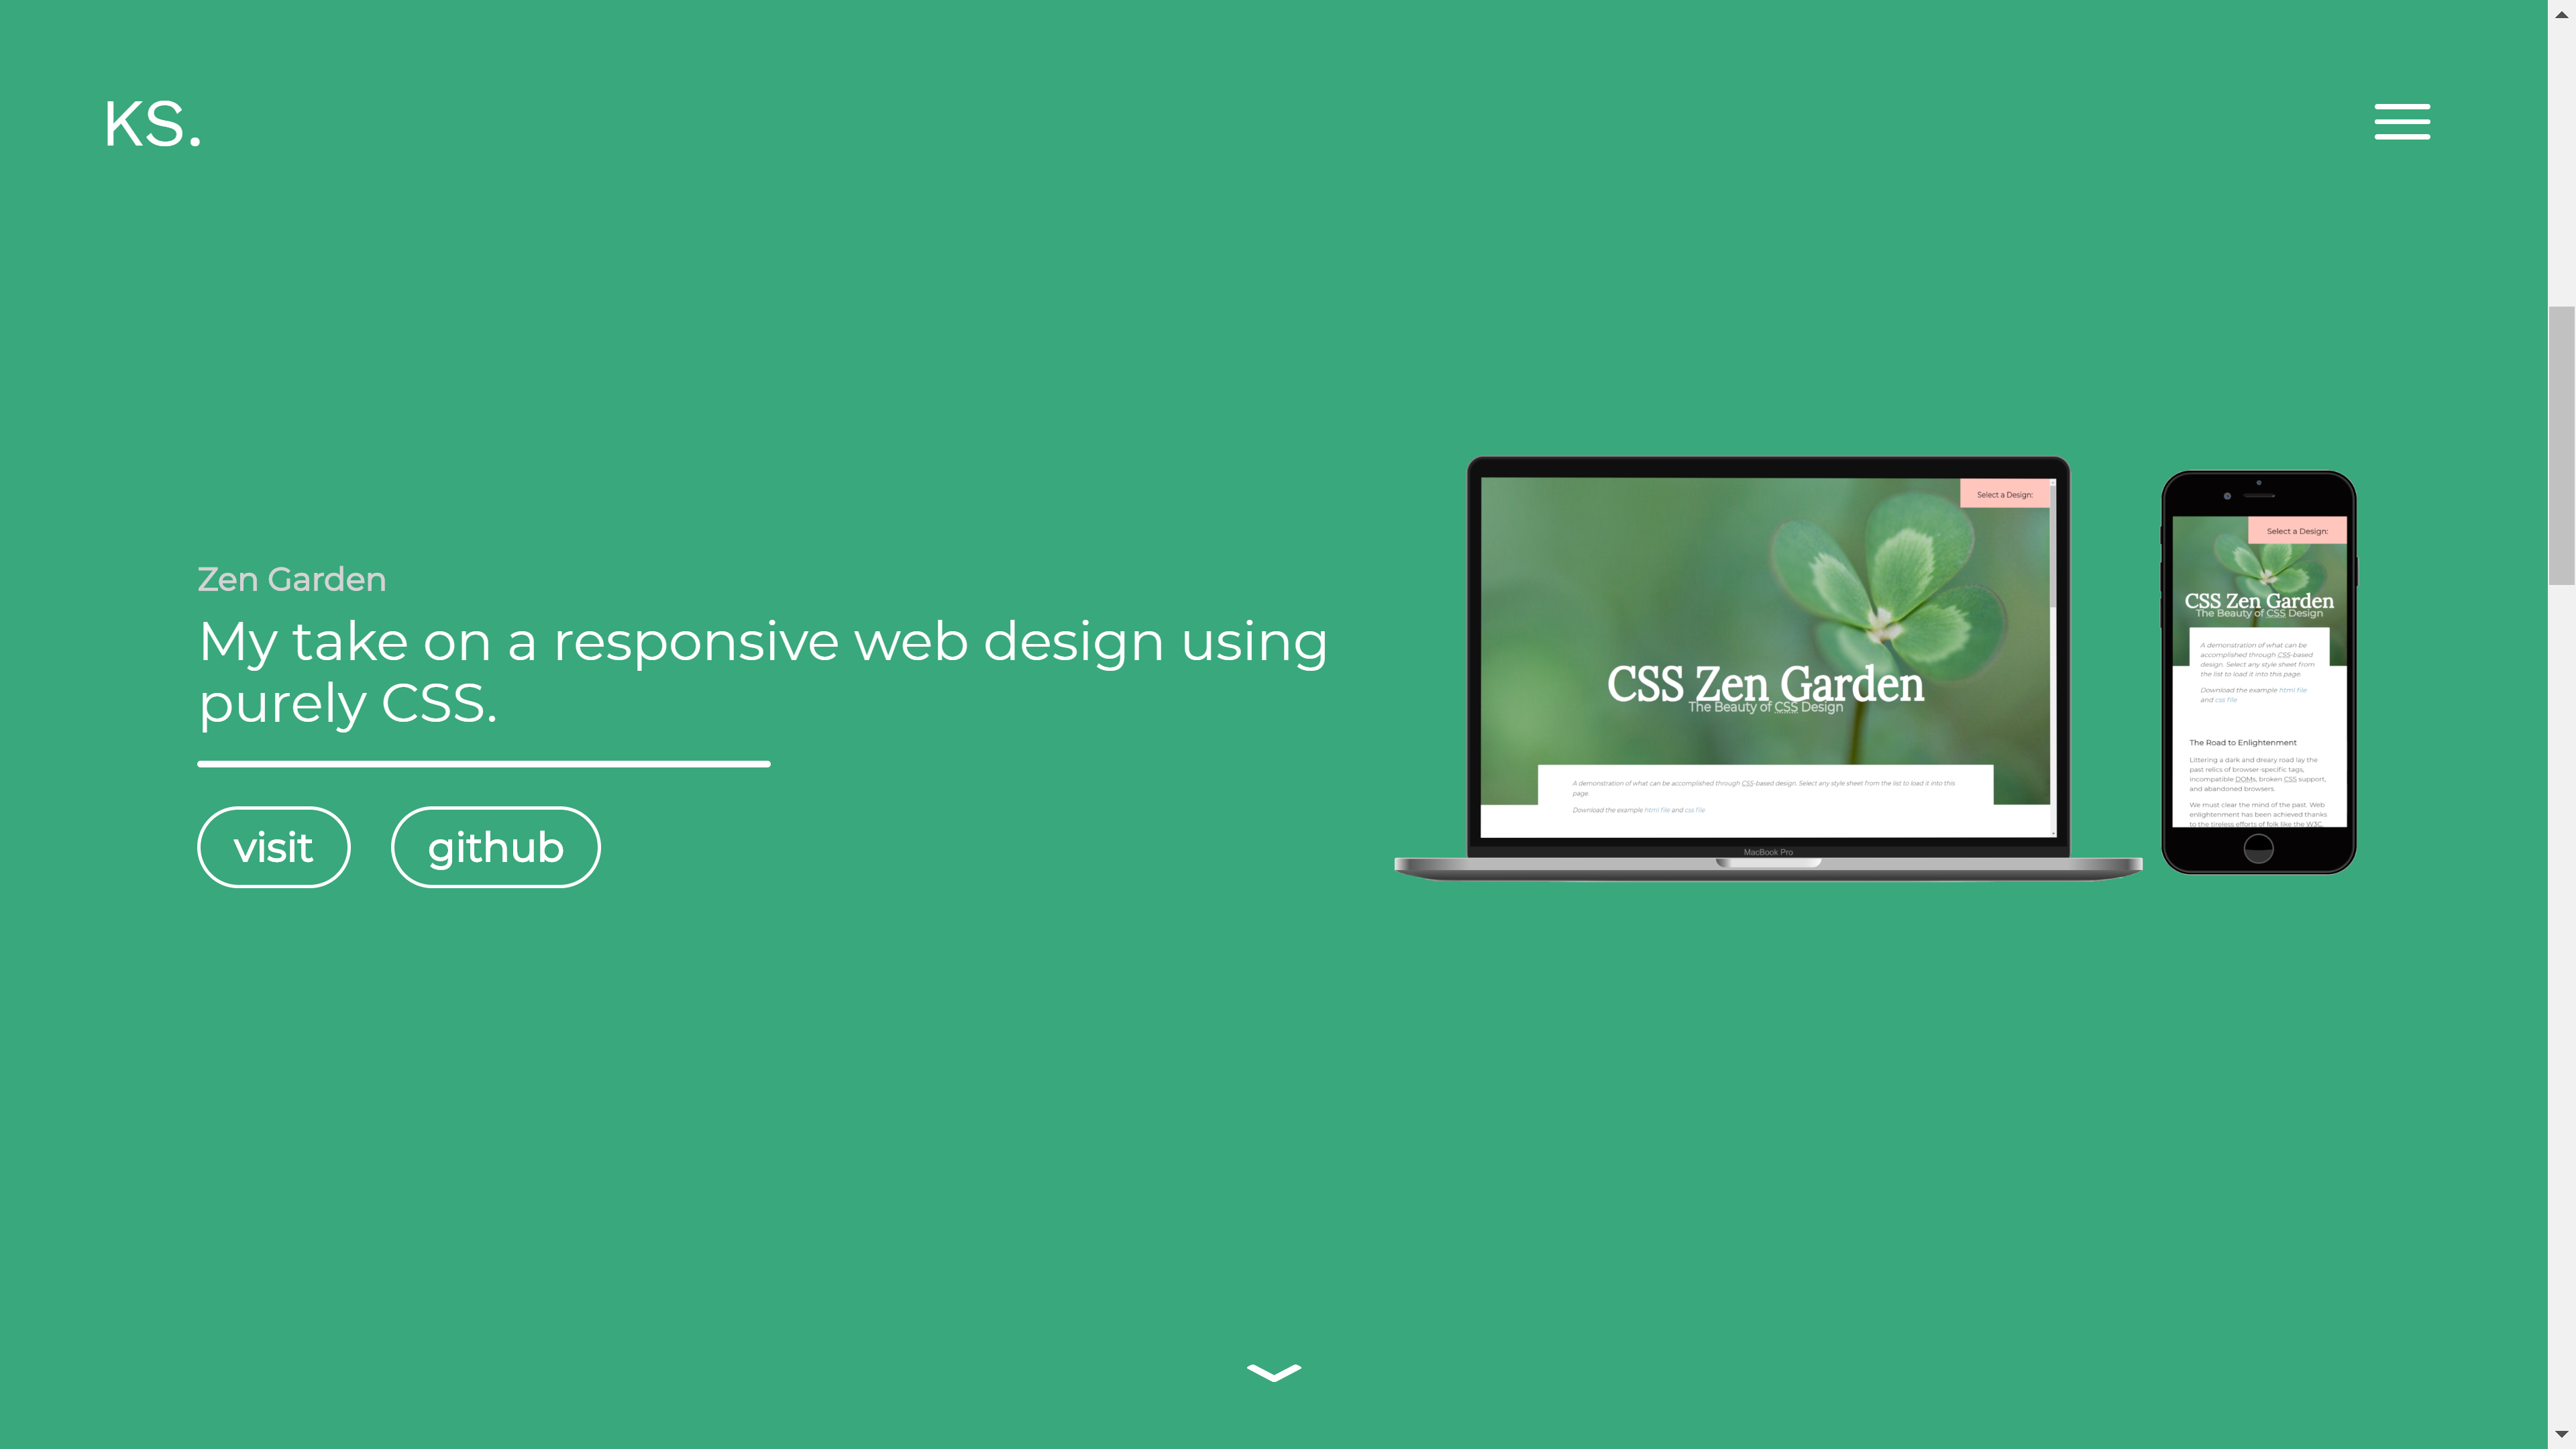 KS.
Zen Garden
My take on a responsive web design using
purely CSS.
visit
github
Select a Design:
CSS Zen Garden
The Beauty of CSS Design
A demonstration of what can be accomplished through CSS-based design. Select any style sheet from the list to load it into this
page.
Download the example html file and css file
MacBook Pro
Select a Design:
CSS Zen Garden
The Beauty of CSS Design
A demonstration of what can be
accomplished through CSS-based
design. Select any style sheet from
the list to load it into this page.
Download the example html file
and css file
The Road to Enlightenment
Littering a dark and dreary road lay the
past relics of browser-specific tags,
incompatible DOMs, broken CSS support,
and abandoned browsers.
We must clear the mind of the past. Web
enlightenment has been achieved thanks
to the tireless efforts of folk like the W3C,